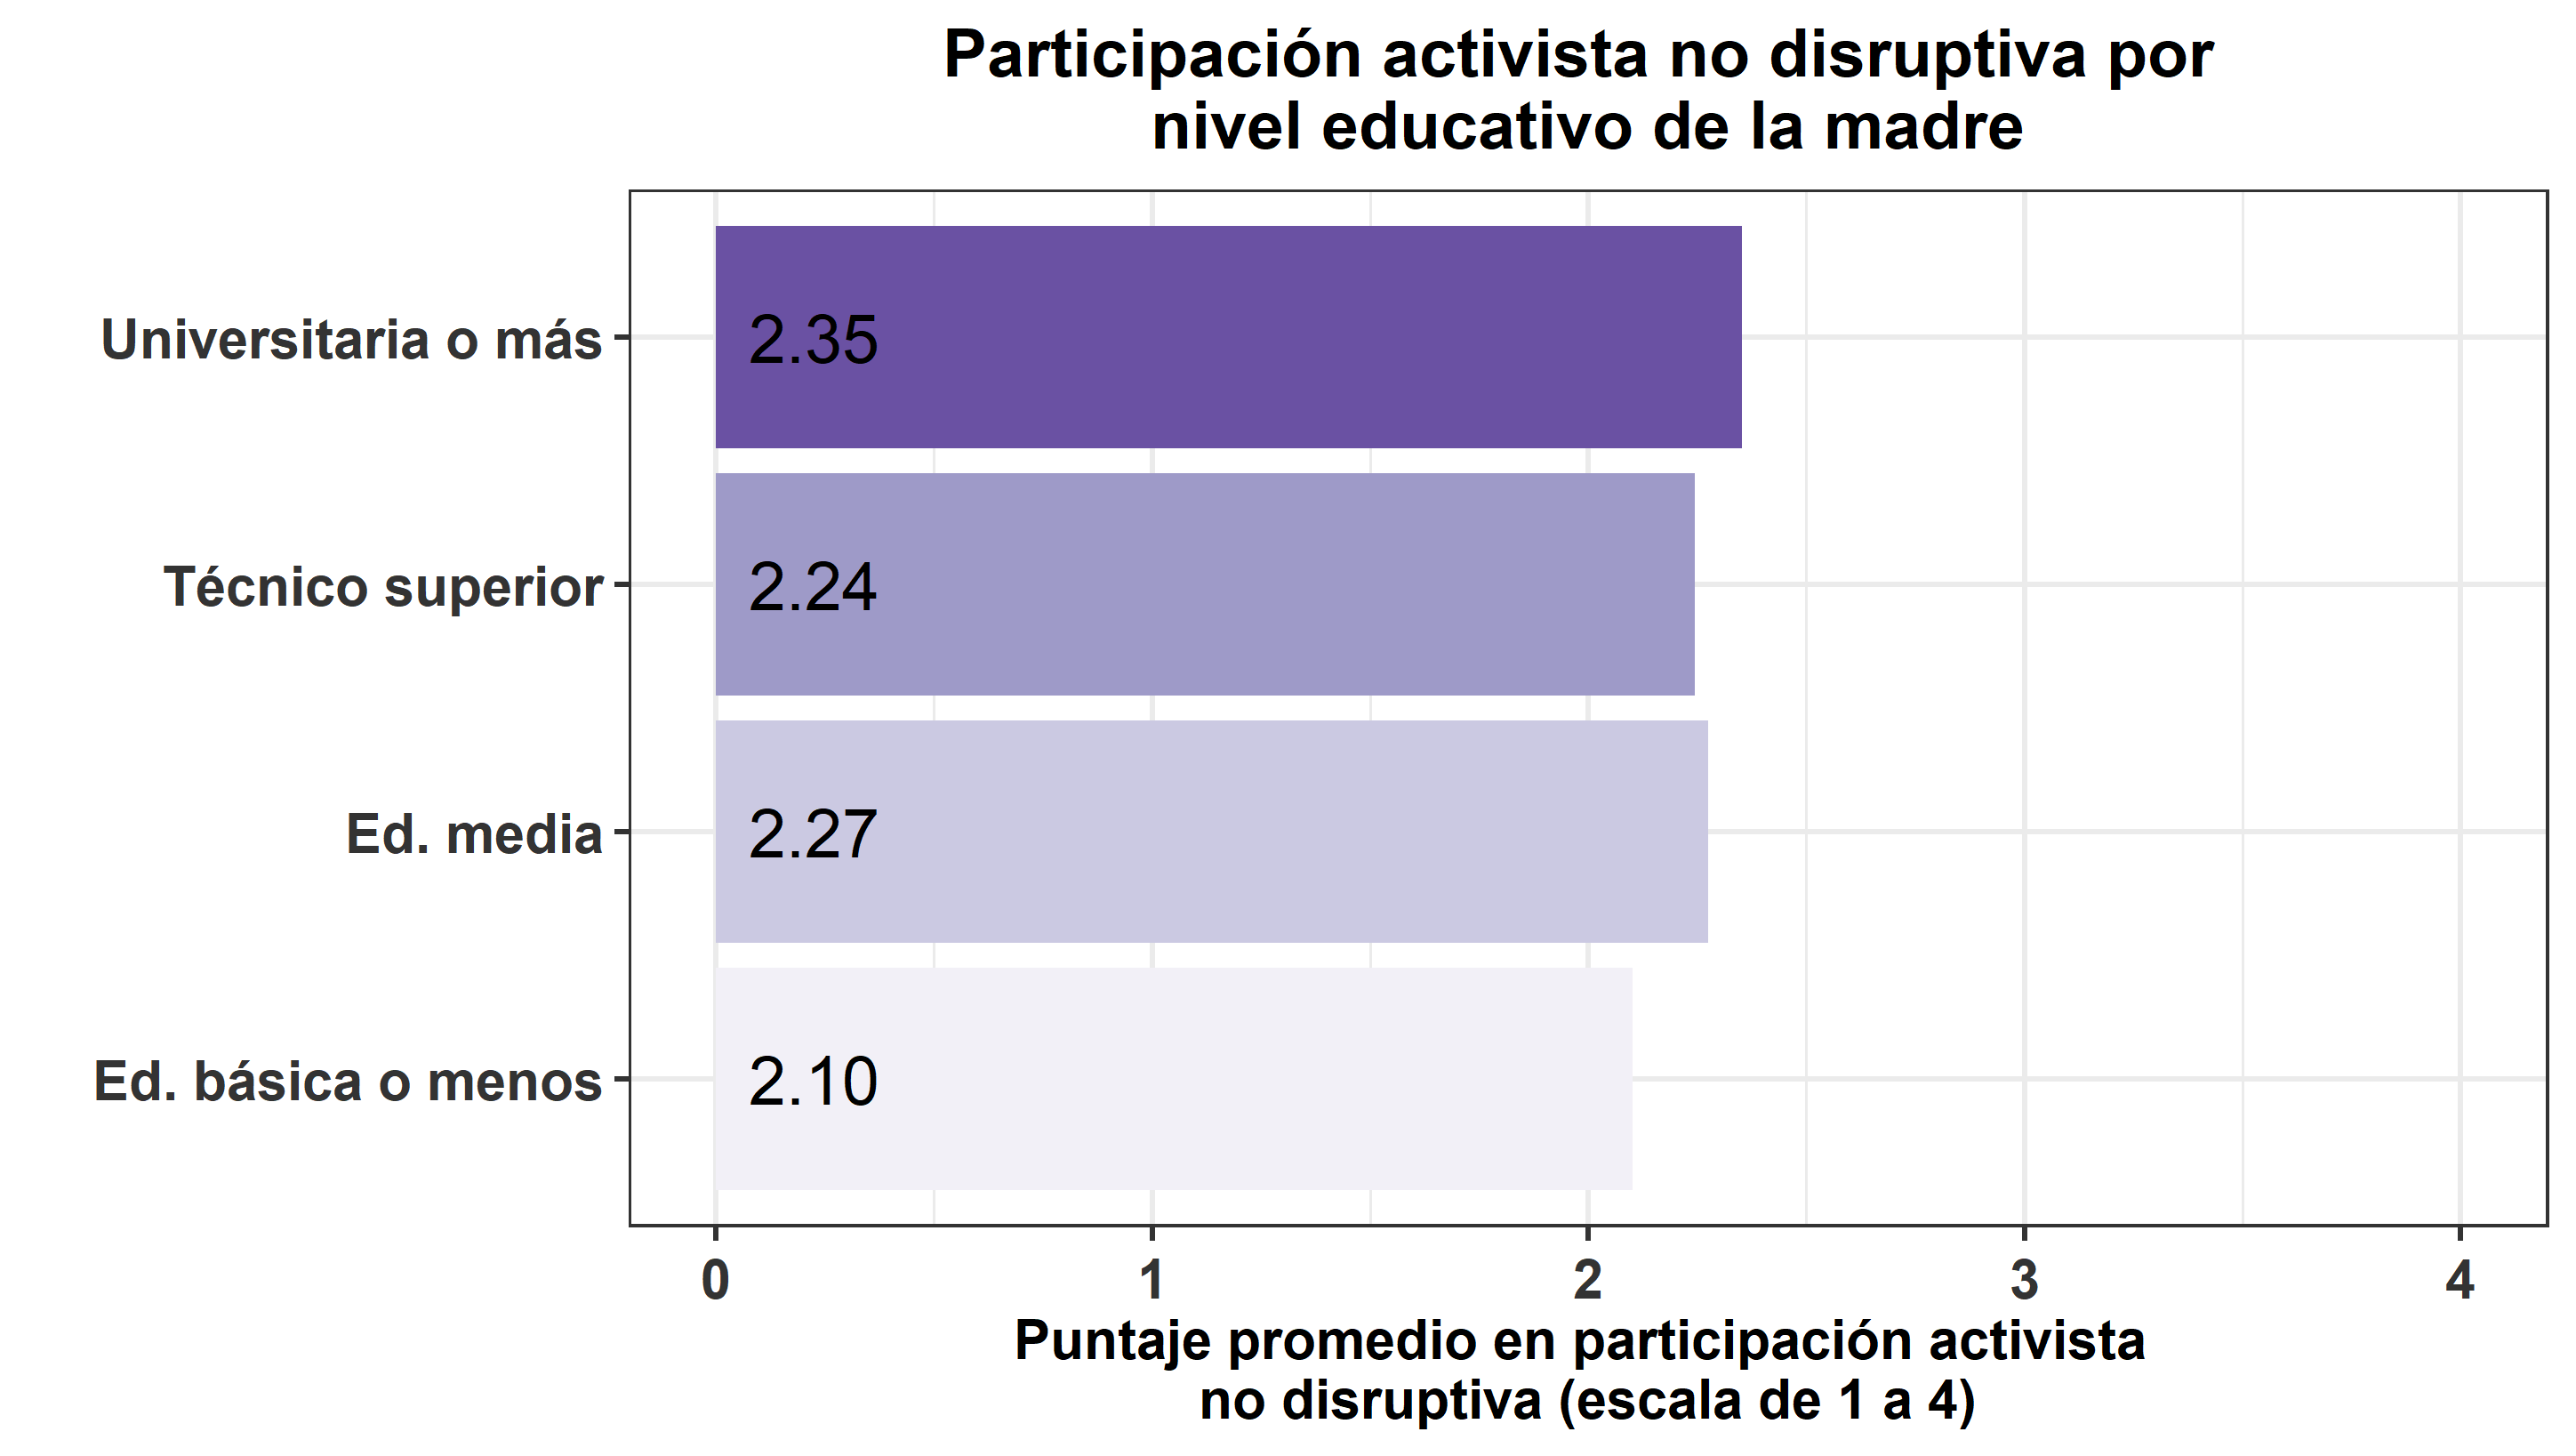 Participación activista no disruptiva por
nivel educativo de la madre
Universitaria o más
2.35
Técnico superior
2.24
Ed. media
2.27
Ed. básica o menos
2.10
0 1 2 3 4
Puntaje promedio en participación activista
no disruptiva (escala de 1 a 4)